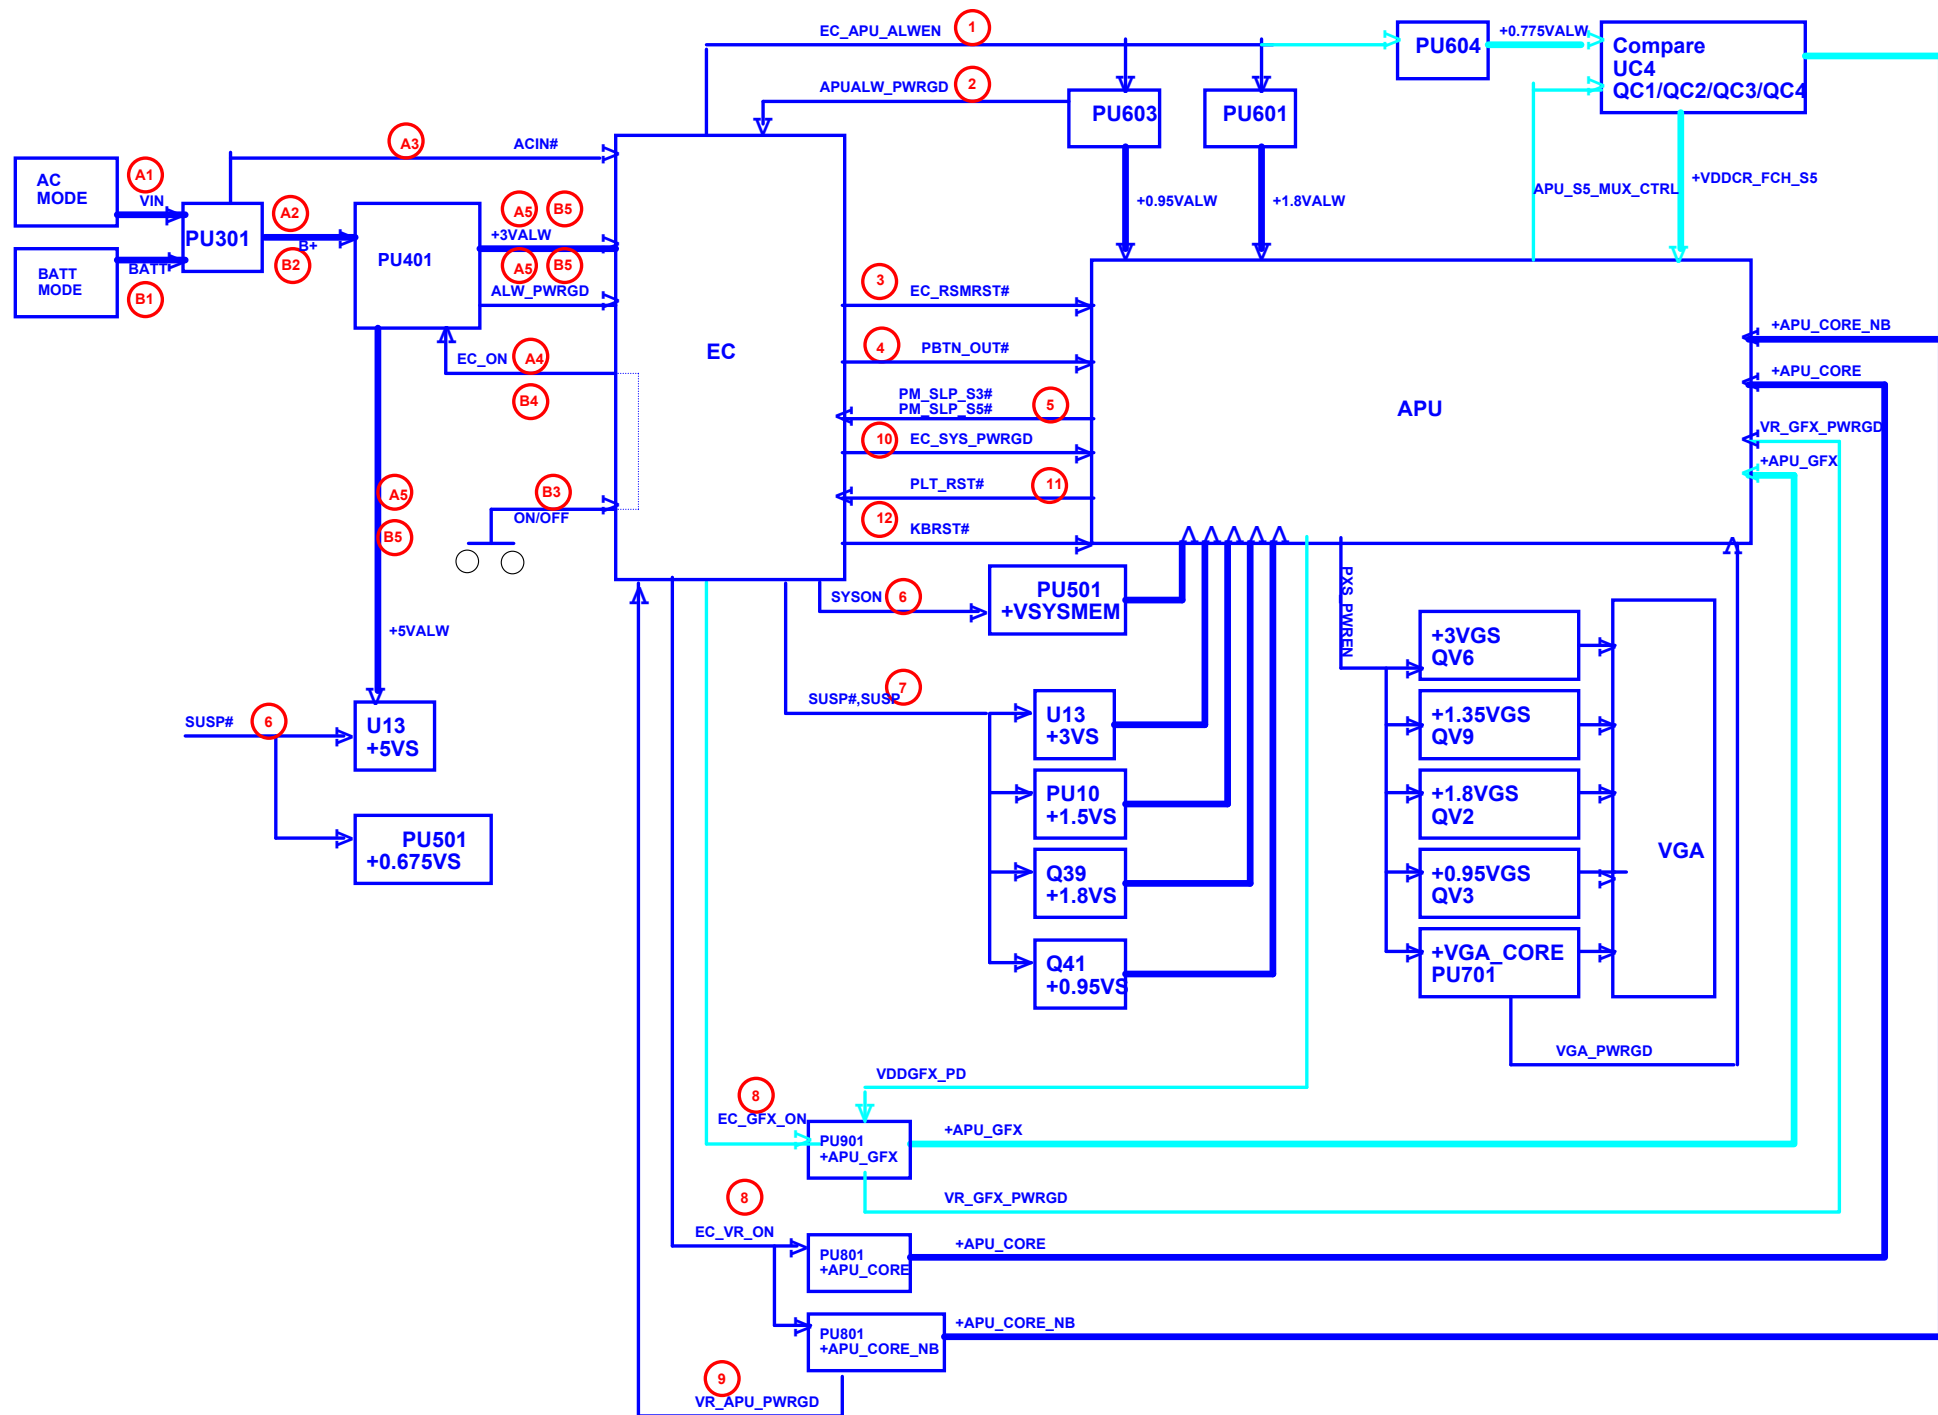 EC_APU_ALWEN
1
APUALW_PWRGD
2
PU603
PU601
PU604
+0.775VALW
Compare
UC4
QC1/QC2/QC3/QC4
+0.95VALW
+1.8VALW
APU_S5_MUX_CTRL
+VDDCR_FCH_S5
AC
MODE
A1
VIN
A3
ACIN#
BATT
MODE
BATT
B1
PU301
A2
B+
B2
PU401
A5
B5
+3VALW
A5
B5
ALW_PWRGD
EC_ON
A4
B4
B3
ON/OFF
A5
B5
+5VALW
SUSP#
6
U13
+5VS
PU501
+0.675VS
EC
3
EC_RSMRST#
4
PBTN_OUT#
PM_SLP_S3#
PM_SLP_S5#
5
10
EC_SYS_PWRGD
PLT_RST#
11
12
KBRST#
APU
+APU_CORE_NB
+APU_CORE
VR_GFX_PWRGD
+APU_GFX
SYSON
6
PU501
+VSYSMEM
SUSP#,SUSP
7
U13
+3VS
PU10
+1.5VS
Q39
+1.8VS
Q41
+0.95VS
PXS_PWREN
+3VGS
QV6
+1.35VGS
QV9
+1.8VGS
QV2
+0.95VGS
QV3
+VGA_CORE
PU701
VGA
VGA_PWRGD
VDDGFX_PD
8
EC_GFX_ON
PU901
+APU_GFX
+APU_GFX
VR_GFX_PWRGD
8
EC_VR_ON
PU801
+APU_CORE
+APU_CORE
PU801
+APU_CORE_NB
+APU_CORE_NB
9
VR_APU_PWRGD